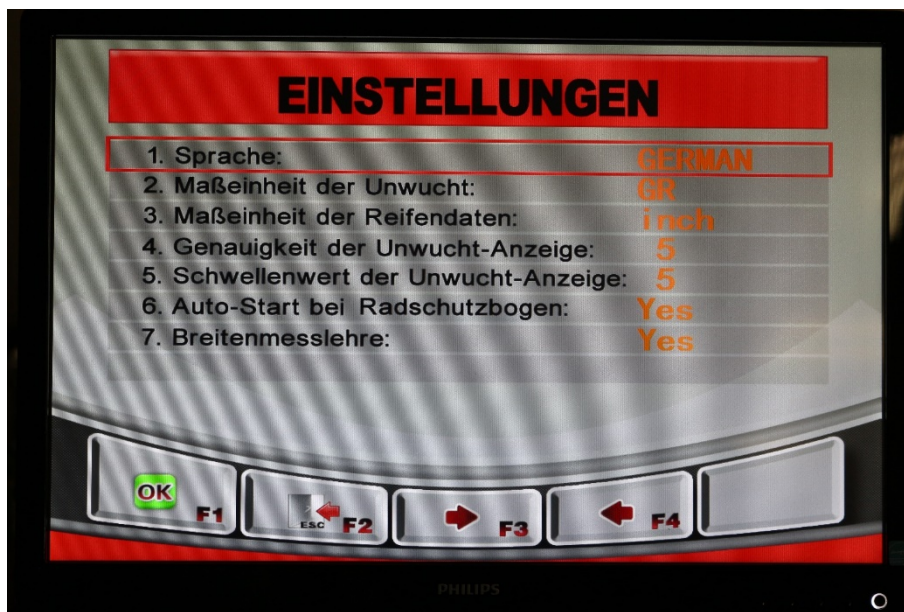 EINSTELLUNGEN
1. Sprache: GERMAN
2. Maßeinheit der Unwucht: GR
3. Maßeinheit der Reifendaten: inch
4. Genauigkeit der Unwucht-Anzeige: 5
5. Schwellenwert der Unwucht-Anzeige: 5
6. Auto-Start bei Radschutzbogen: Yes
7. Breitenmesslehre: Yes
OK F1 ESC F2 F3 F4
PHILIPS